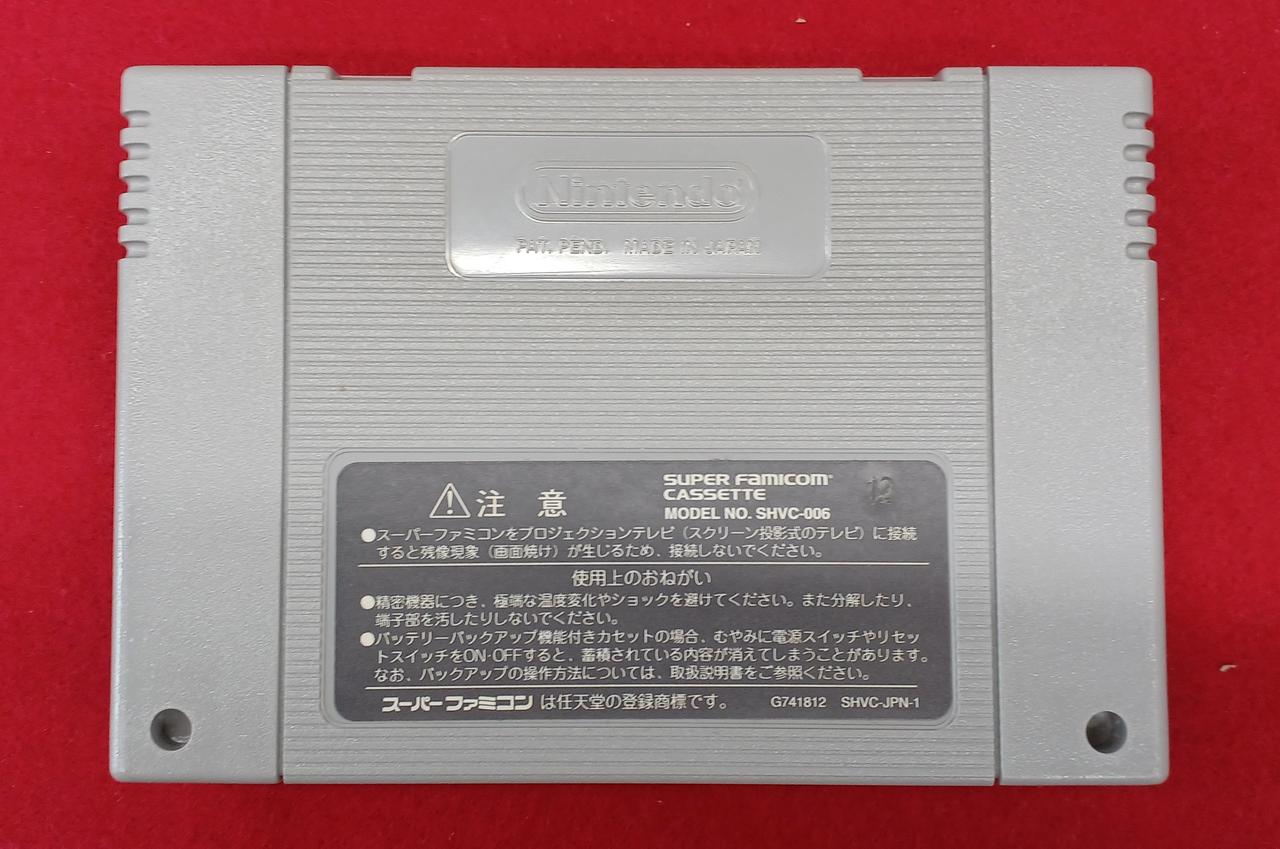 Nintendo
PAT. PEND. MADE IN JAPAN
注 意
SUPER FAMICOM
CASSETTE
MODEL NO. SHVC-006
12
●スーパーファミコンをプロジェクションテレビ（スクリーン投影式のテレビ）に接続
すると残像現象（画面焼け）が生じるため、接続しないでください。
使用上のおねがい
●精密機器につき、極端な温度変化やショックを避けてください。また分解したり、
端子部を汚したりしないでください。
●バッテリーバックアップ機能付きカセットの場合、むやみに電源スイッチやリセッ
トスイッチをON-OFFすると、蓄積されている内容が消えてしまうことがあります。
なお、バックアップの操作方法については、取扱説明書をご参照ください。
スーパーファミコン は任天堂の登録商標です。 G741812 SHVC-JPN-1